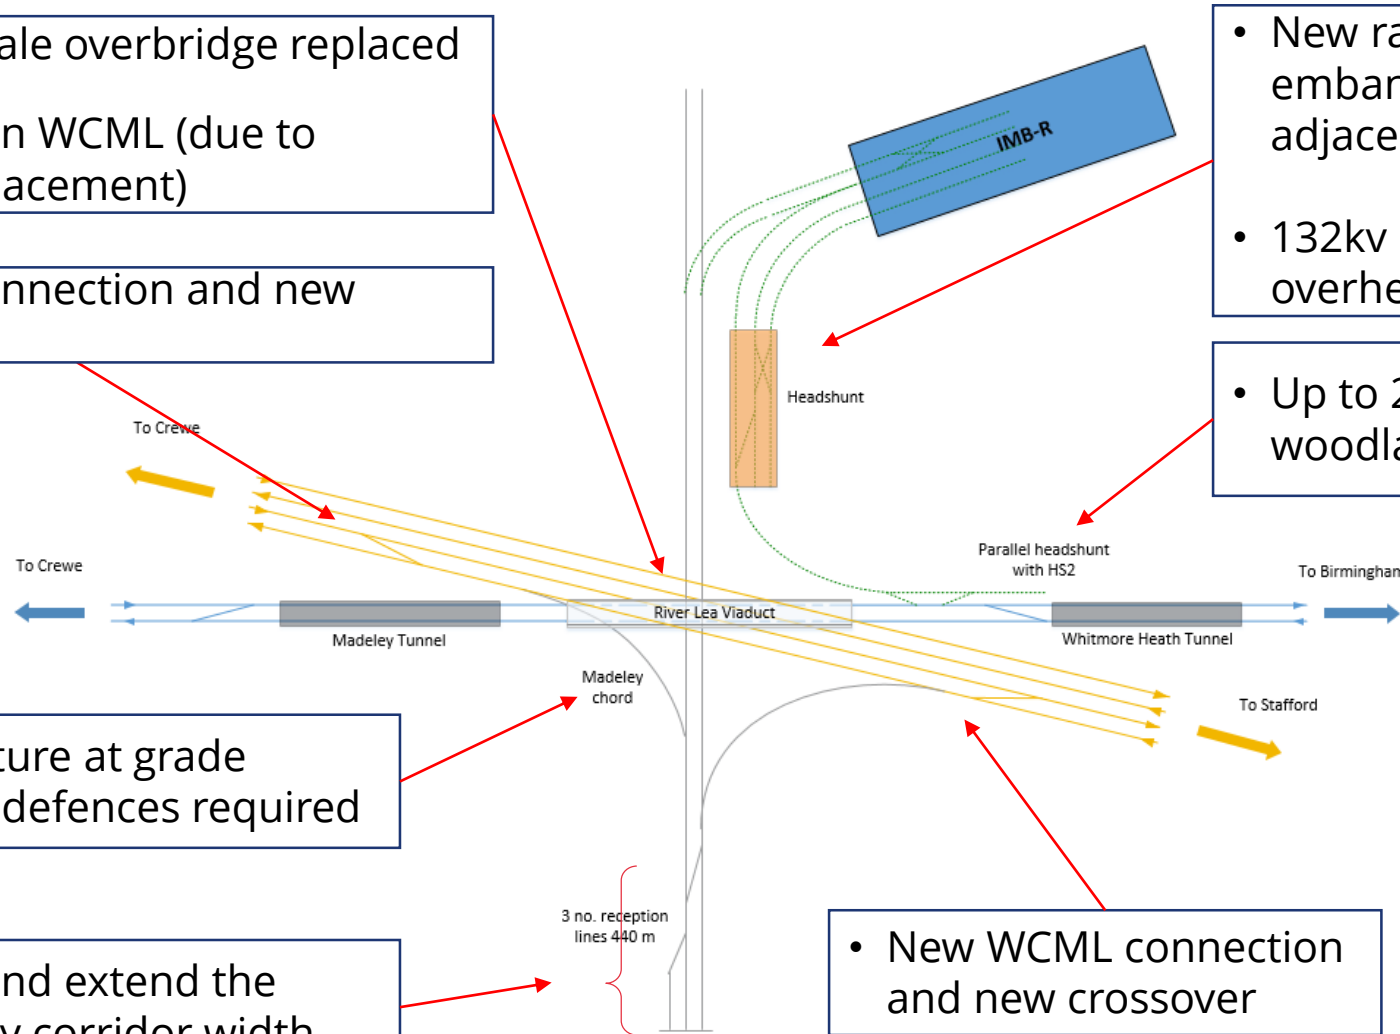 ale overbridge replaced
n WCML (due to
acement)
nnection and new
• New ra
embar
adjace
• 132kv
overhe
• Up to 2
woodla
IMB-R
Headshunt
To Crewe
To Crewe
Parallel headshunt
with HS2
To Birmingham
River Lea Viaduct
Madeley Tunnel
Whitmore Heath Tunnel
Madeley
chord
To Stafford
ture at grade
defences required
3 no. reception
lines 440 m
nd extend the
y corridor width
• New WCML connection
and new crossover